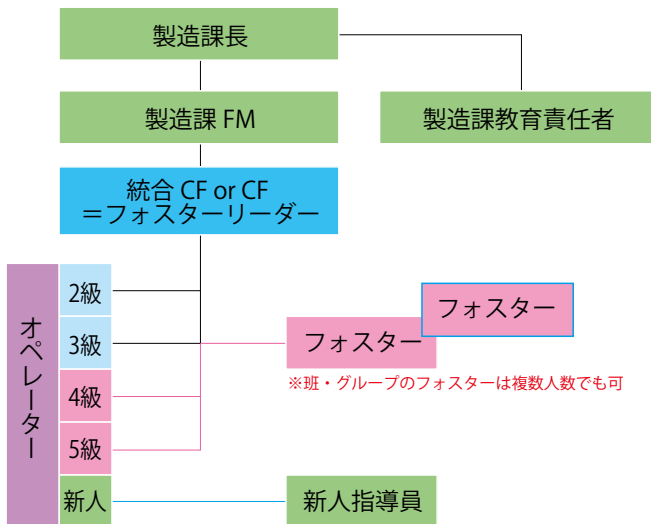 製造課長
製造課 FM
製造課教育責任者
統合 CF or CF
＝フォスターリーダー
オペレーター
2級
3級
4級
5級
新人
フォスター
フォスター
※班・グループのフォスターは複数人数でも可
新人指導員